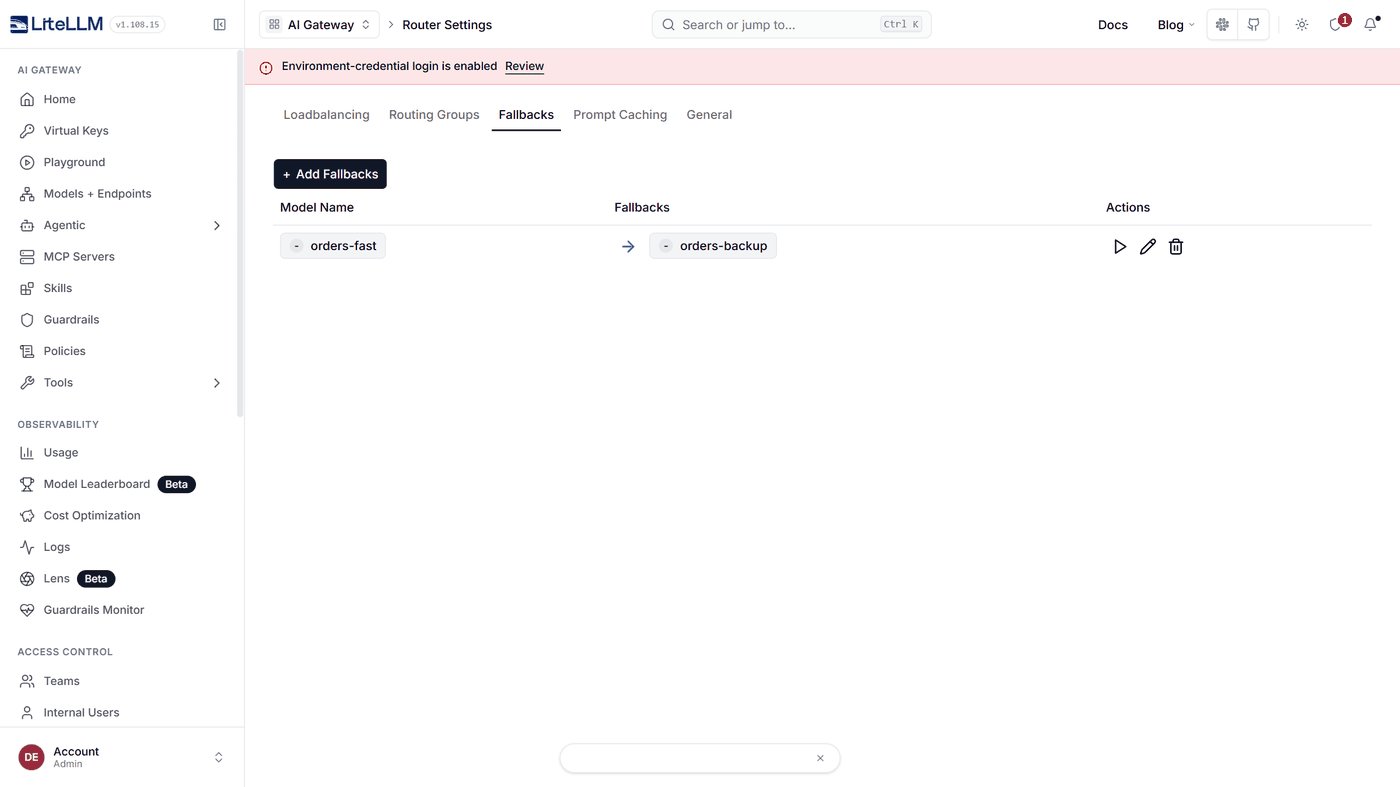 LiteLLM v1.108.15
AI Gateway > Router Settings
Search or jump to... Ctrl K
Docs
Blog
1
Environment-credential login is enabled Review
AI GATEWAY
Home
Virtual Keys
Playground
Models + Endpoints
Agentic
MCP Servers
Skills
Guardrails
Policies
Tools
OBSERVABILITY
Usage
Model Leaderboard Beta
Cost Optimization
Logs
Lens Beta
Guardrails Monitor
ACCESS CONTROL
Teams
Internal Users
DE
Account
Admin
Loadbalancing Routing Groups Fallbacks Prompt Caching General
+ Add Fallbacks
Model Name Fallbacks Actions
- orders-fast → - orders-backup